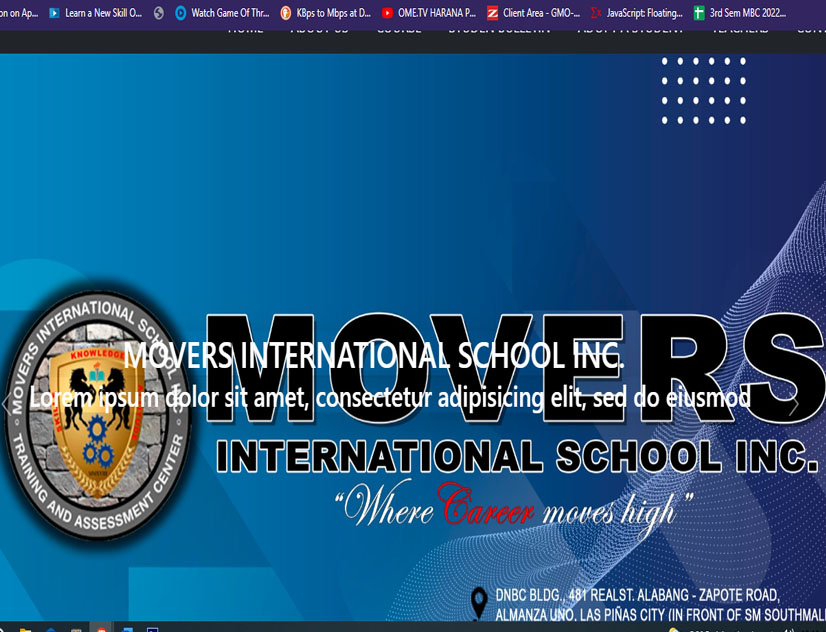 on on Ap... Learn a New Skill O... Watch Game Of Thr... KBps to Mbps at D... OME.TV HARANA P... Client Area - GMO-... JavaScript: Floating... 3rd Sem MBC 2022...
HOME ABOUT US COURSE STUDEN BULLETIN ADOPT A STUDENT TEACHERS
MOVERS
MOVERS INTERNATIONAL SCHOOL INC.
Lorem ipsum dolor sit amet, consectetur adipisicing elit, sed do eiusmod
INTERNATIONAL SCHOOL INC.
"Where Career moves high"
MOVERS INTERNATIONAL SCHOOL INC.
KNOWLEDGE
TRAINING AND ASSESSMENT CENTER
DNBC BLDG., 481 REALST. ALABANG - ZAPOTE ROAD,
ALMANZA UNO, LAS PIÑAS CITY (IN FRONT OF SM SOUTHMALL